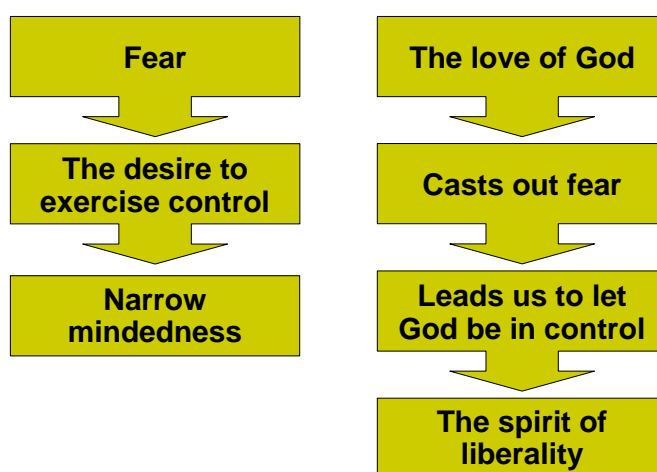 Fear
The desire to
exercise control
Narrow
mindedness
The love of God
Casts out fear
Leads us to let
God be in control
The spirit of
liberality